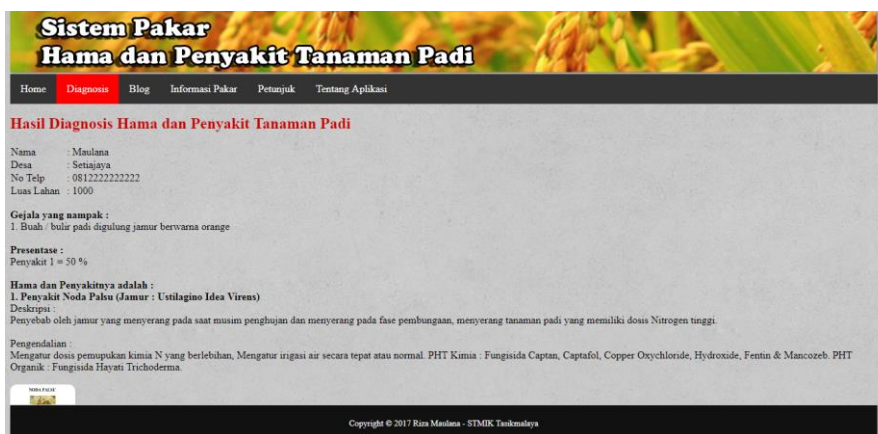 Sistem Pakar
Hama dan Penyakit Tanaman Padi
Home Diagnosis Blog Informasi Pakar Petunjuk Tentang Aplikasi
Hasil Diagnosis Hama dan Penyakit Tanaman Padi
Nama : Maulana
Desa : Setiajaya
No Telp : 0812222222222
Luas Lahan : 1000
Gejala yang nampak :
1. Buah / bulir padi digulung jamur berwarna orange
Presentase :
Penyakit 1 = 50 %
Hama dan Penyakitnya adalah :
1. Penyakit Noda Palsu (Jamur : Ustilagino Idea Virens)
Deskripsi :
Penyebab oleh jamur yang menyerang pada saat musim penghujan dan menyerang pada fase pembungaan, menyerang tanaman padi yang memiliki dosis Nitrogen tinggi.
Pengendalian :
Mengatur dosis pemupukan kimia N yang berlebihan, Mengatur irigasi air secara tepat atau normal. PHT Kimia : Fungisida Captan, Captafol, Copper Oxychloride, Hydroxide, Fentin & Mancozeb. PHT
Organik : Fungisida Hayati Trichoderma.
NODA PALSU
Copyright © 2017 Riza Maulana - STMIK Tasikmalaya